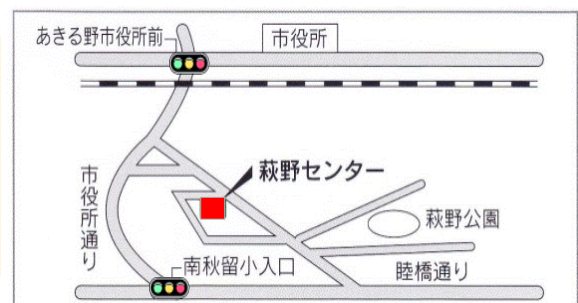 あきる野市役所前
市役所
萩野センター
市役所通り
萩野公園
南秋留小入口
睦橋通り